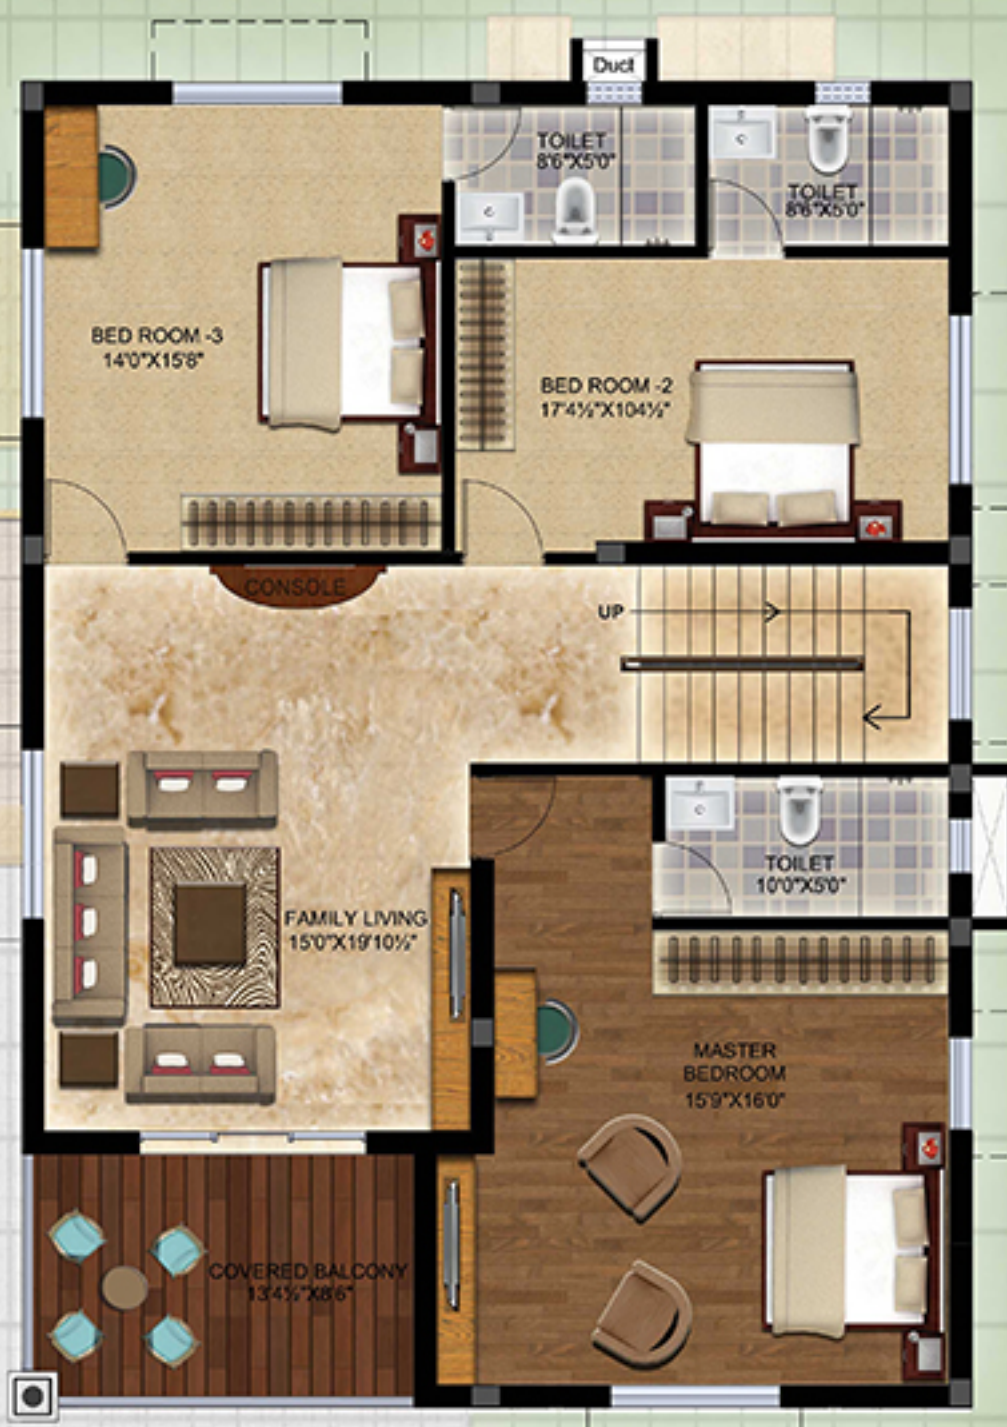 Duct
TOILET
8'6"X5'0"
TOILET
8'6"X5'0"
BED ROOM -3
14'0"X15'8"
BED ROOM -2
17'4½"X104½"
CONSOLE
UP
TOILET
10'0"X5'0"
FAMILY LIVING
15'0"X19'10½"
MASTER
BEDROOM
15'9"X16'0"
COVERED BALCONY
13'4½"X8'6"